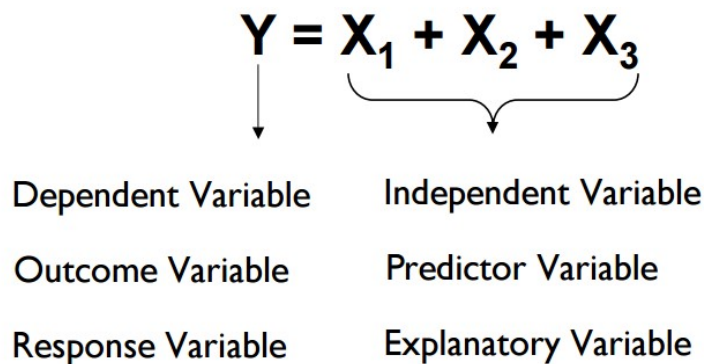 Y = X₁ + X₂ + X₃
Dependent Variable Independent Variable
Outcome Variable Predictor Variable
Response Variable Explanatory Variable